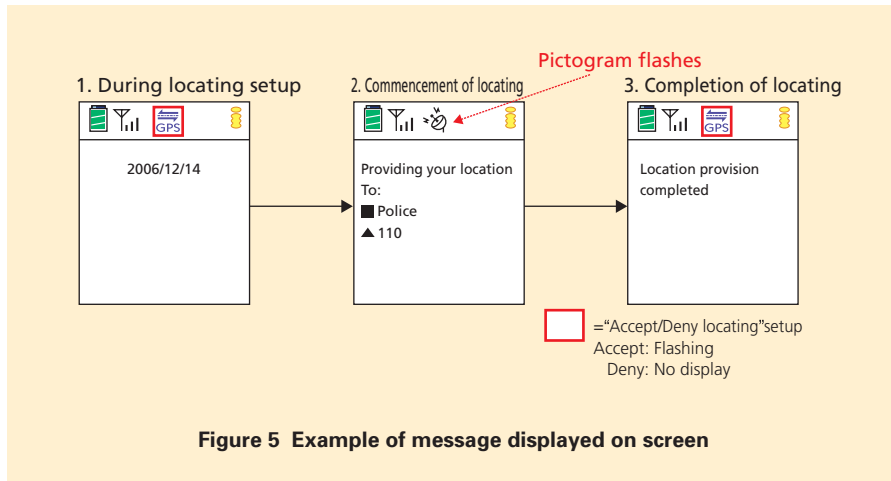 Pictogram flashes
1. During locating setup
2. Commencement of locating
3. Completion of locating
GPS
GPS
2006/12/14
Providing your location
To:
■ Police
▲ 110
Location provision
completed
="Accept/Deny locating"setup
Accept: Flashing
Deny: No display
Figure 5 Example of message displayed on screen